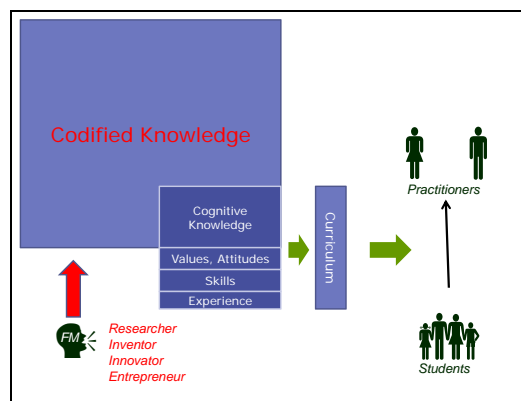 Codified Knowledge
Cognitive
Knowledge
Values, Attitudes
Skills
Experience
Curriculum
Practitioners
FM
Researcher
Inventor
Innovator
Entrepreneur
Students